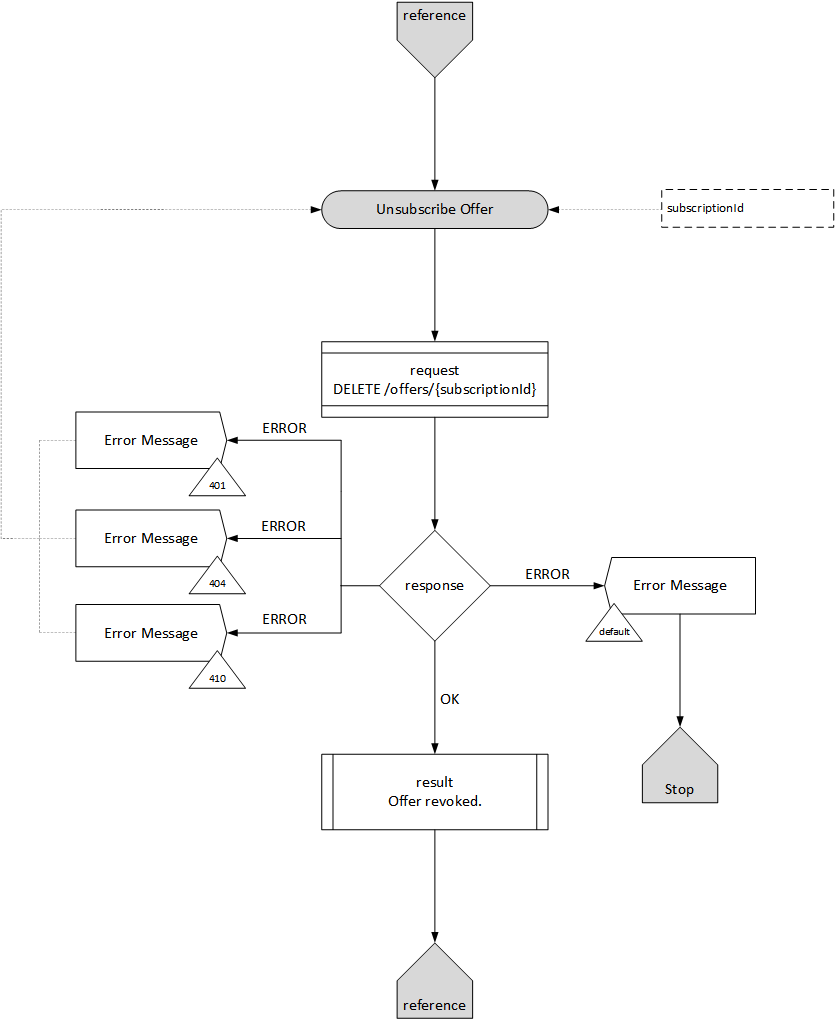 reference
Unsubscribe Offer
subscriptionId
request
DELETE /offers/{subscriptionId}
Error Message
ERROR
401
Error Message
ERROR
404
response
ERROR
Error Message
default
Error Message
ERROR
410
OK
result
Offer revoked.
Stop
reference